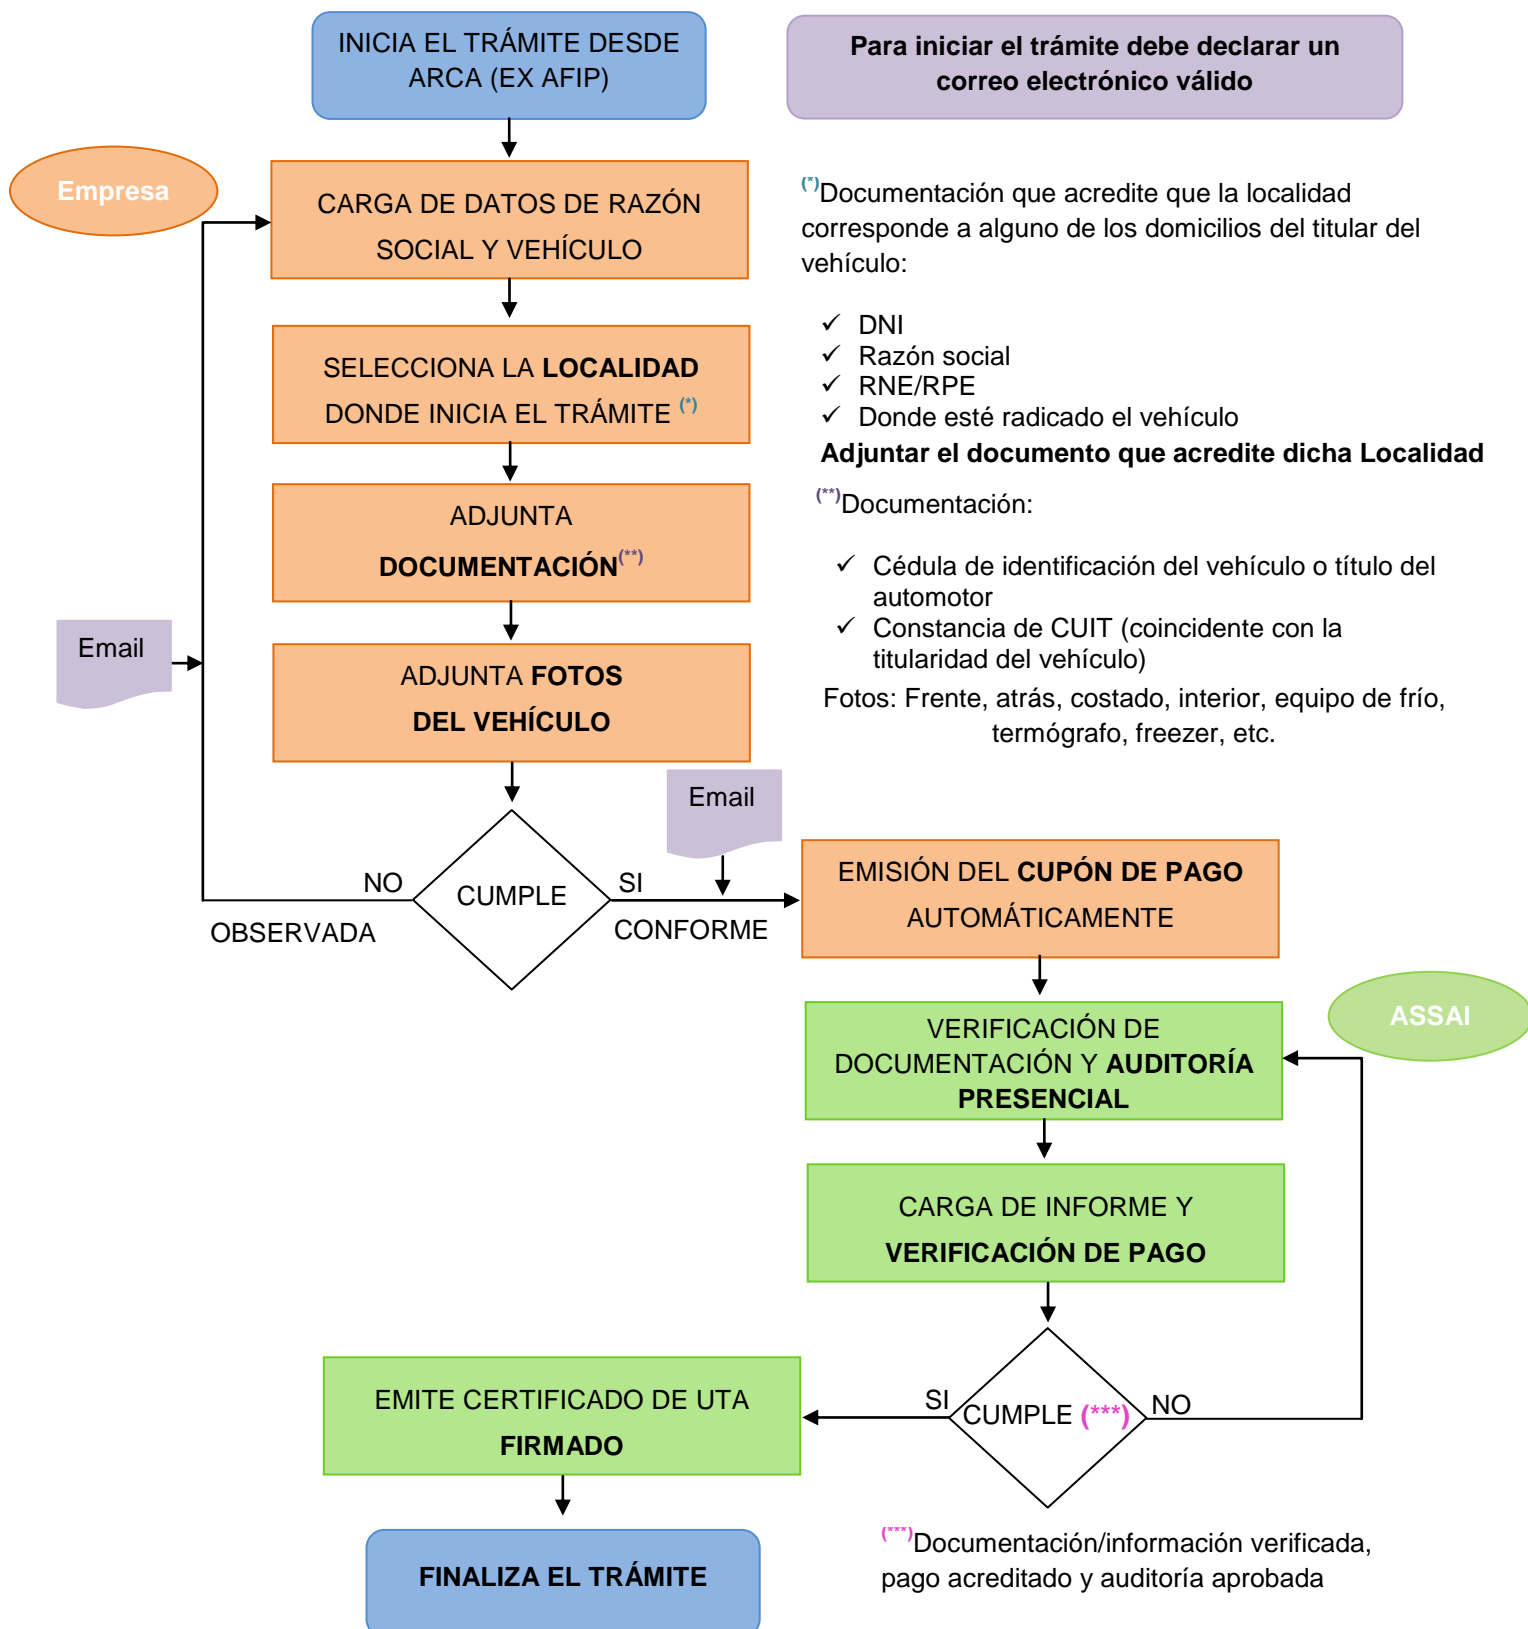 INICIA EL TRÁMITE DESDE
ARCA (EX AFIP)
Para iniciar el trámite debe declarar un
correo electrónico válido
Empresa
CARGA DE DATOS DE RAZÓN
SOCIAL Y VEHÍCULO
(*)Documentación que acredite que la localidad
corresponde a alguno de los domicilios del titular del
vehículo:
✓ DNI
✓ Razón social
✓ RNE/RPE
✓ Donde esté radicado el vehículo
Adjuntar el documento que acredite dicha Localidad
SELECCIONA LA LOCALIDAD
DONDE INICIA EL TRÁMITE (*)
ADJUNTA
DOCUMENTACIÓN(**)
(**)Documentación:
✓ Cédula de identificación del vehículo o título del
automotor
✓ Constancia de CUIT (coincidente con la
titularidad del vehículo)
Fotos: Frente, atrás, costado, interior, equipo de frío,
termógrafo, freezer, etc.
Email
ADJUNTA FOTOS
DEL VEHÍCULO
Email
NO
CUMPLE
SI
OBSERVADA
CONFORME
EMISIÓN DEL CUPÓN DE PAGO
AUTOMÁTICAMENTE
ASSAl
VERIFICACIÓN DE
DOCUMENTACIÓN Y AUDITORÍA
PRESENCIAL
CARGA DE INFORME Y
VERIFICACIÓN DE PAGO
SI
CUMPLE (***)
NO
EMITE CERTIFICADO DE UTA
FIRMADO
(***)Documentación/información verificada,
pago acreditado y auditoría aprobada
FINALIZA EL TRÁMITE